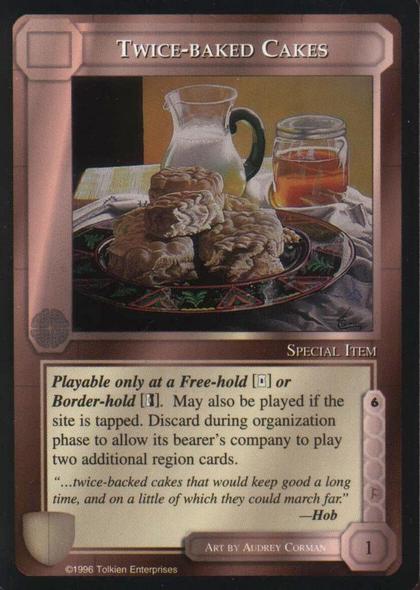 TWICE-BAKED CAKES
SPECIAL ITEM
Playable only at a Free-hold [] or
Border-hold []. May also be played if the
site is tapped. Discard during organization
phase to allow its bearer's company to play
two additional region cards.
6
"...twice-backed cakes that would keep good a long
time, and on a little of which they could march far."
—Hob
ART BY AUDREY CORMAN
1
©1996 Tolkien Enterprises